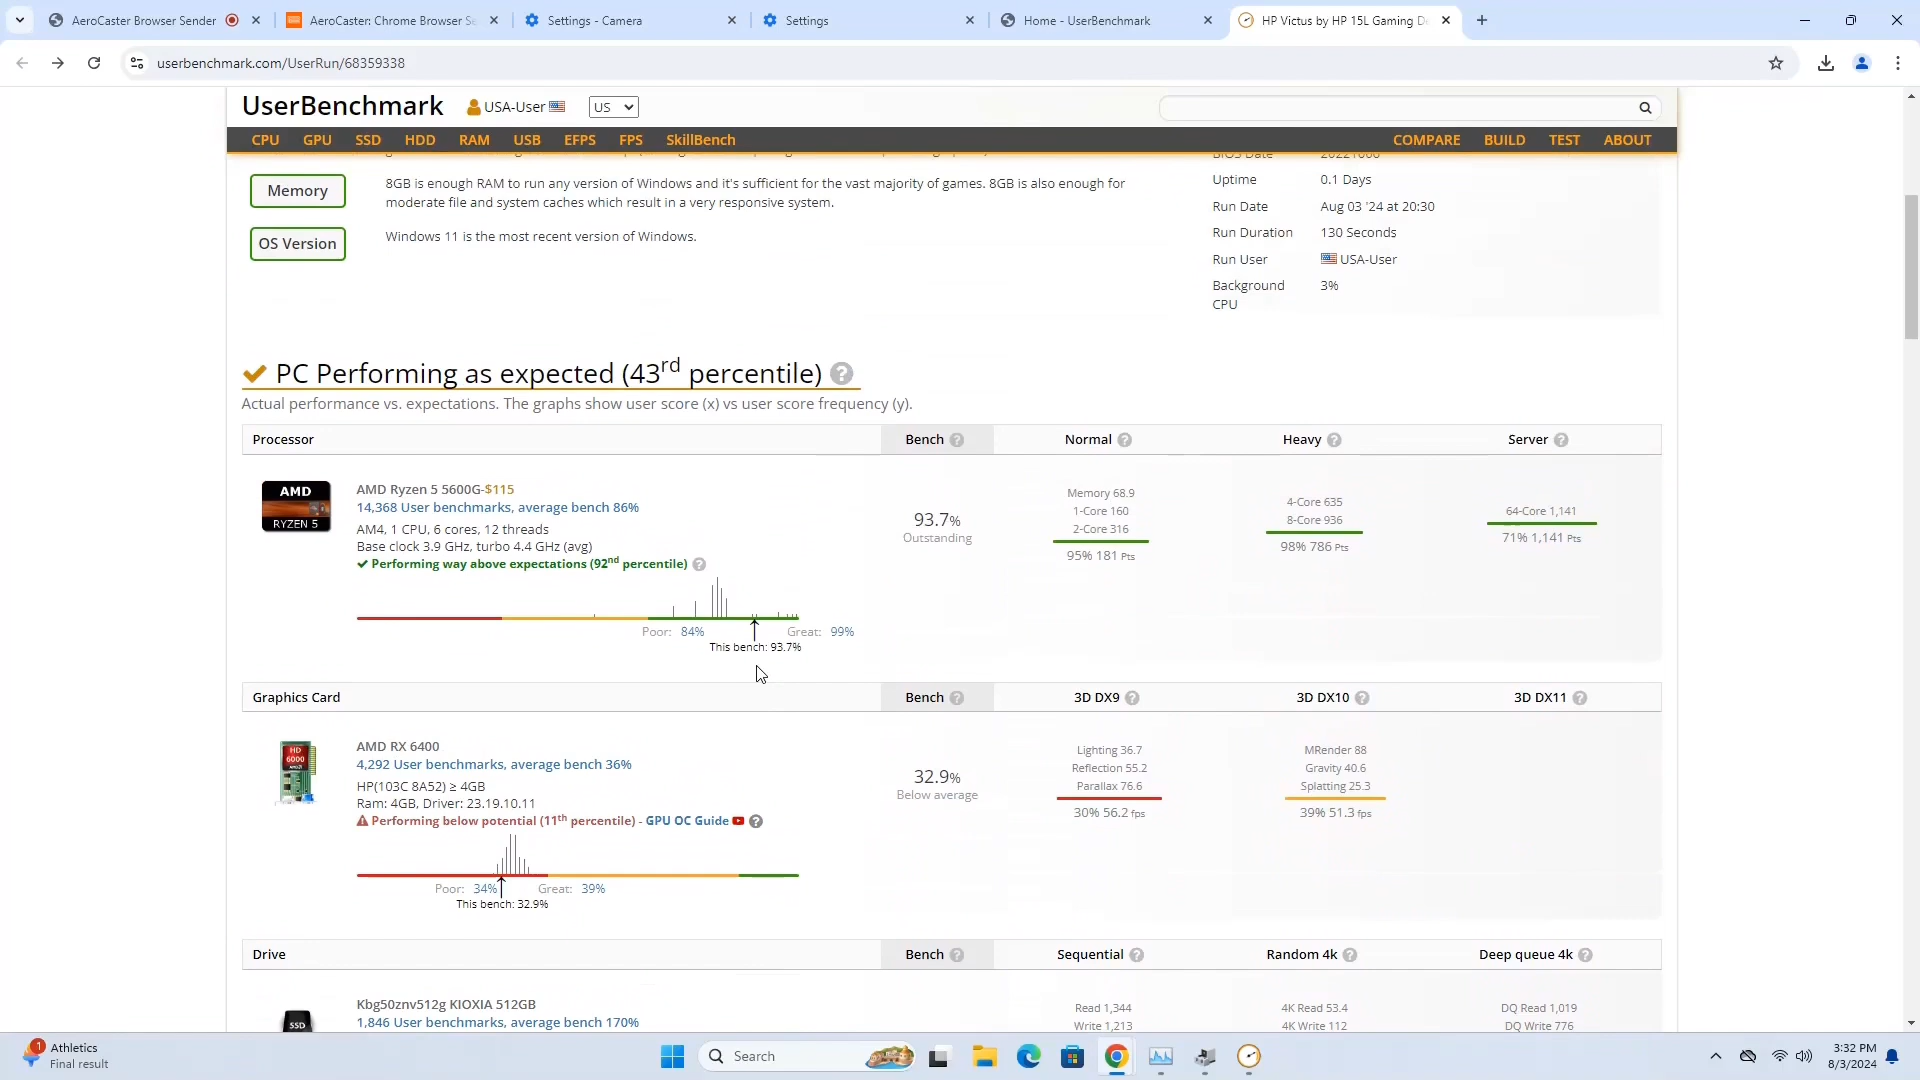 AeroCaster Browser Sender
AeroCaster: Chrome Browser Se
Settings - Camera
Settings
Home - UserBenchmark
HP Victus by HP 15L Gaming De
userbenchmark.com/UserRun/68359338
UserBenchmark
USA-User
US
CPU GPU SSD HDD RAM USB EFPS FPS SkillBench
COMPARE BUILD TEST ABOUT
BIOS Date 20221006
Memory
8GB is enough RAM to run any version of Windows and it's sufficient for the vast majority of games. 8GB is also enough for
moderate file and system caches which result in a very responsive system.
OS Version
Windows 11 is the most recent version of Windows.
Uptime 0.1 Days
Run Date Aug 03 '24 at 20:30
Run Duration 130 Seconds
Run User USA-User
Background 3%
CPU
PC Performing as expected (43rd percentile) ?
Actual performance vs. expectations. The graphs show user score (x) vs user score frequency (y).
Processor Bench ? Normal ? Heavy ? Server ?
AMD
RYZEN 5
AMD Ryzen 5 5600G-$115
14,368 User benchmarks, average bench 86%
AM4, 1 CPU, 6 cores, 12 threads
Base clock 3.9 GHz, turbo 4.4 GHz (avg)
Performing way above expectations (92nd percentile) ?
Poor: 84% Great: 99%
This bench: 93.7%
93.7%
Outstanding
Memory 68.9
1-Core 160
2-Core 316
95% 181 Pts
4-Core 635
8-Core 936
98% 786 Pts
64-Core 1,141
71% 1,141 Pts
Graphics Card Bench ? 3D DX9 ? 3D DX10 ? 3D DX11 ?
HD
6000
AMD RX 6400
4,292 User benchmarks, average bench 36%
HP(103C 8A52) ≥ 4GB
Ram: 4GB, Driver: 23.19.10.11
Performing below potential (11th percentile) - GPU OC Guide ?
Poor: 34% Great: 39%
This bench: 32.9%
32.9%
Below average
Lighting 36.7
Reflection 55.2
Parallax 76.6
30% 56.2 fps
MRender 88
Gravity 40.6
Splatting 25.3
39% 51.3 fps
Drive Bench ? Sequential ? Random 4k ? Deep queue 4k ?
SSD
Kbg50znv512g KIOXIA 512GB
1,846 User benchmarks, average bench 170%
Read 1,344
Write 1,213
4K Read 53.4
4K Write 112
DQ Read 1,019
DQ Write 776
1
Athletics
Final result
Search
3:32 PM
8/3/2024